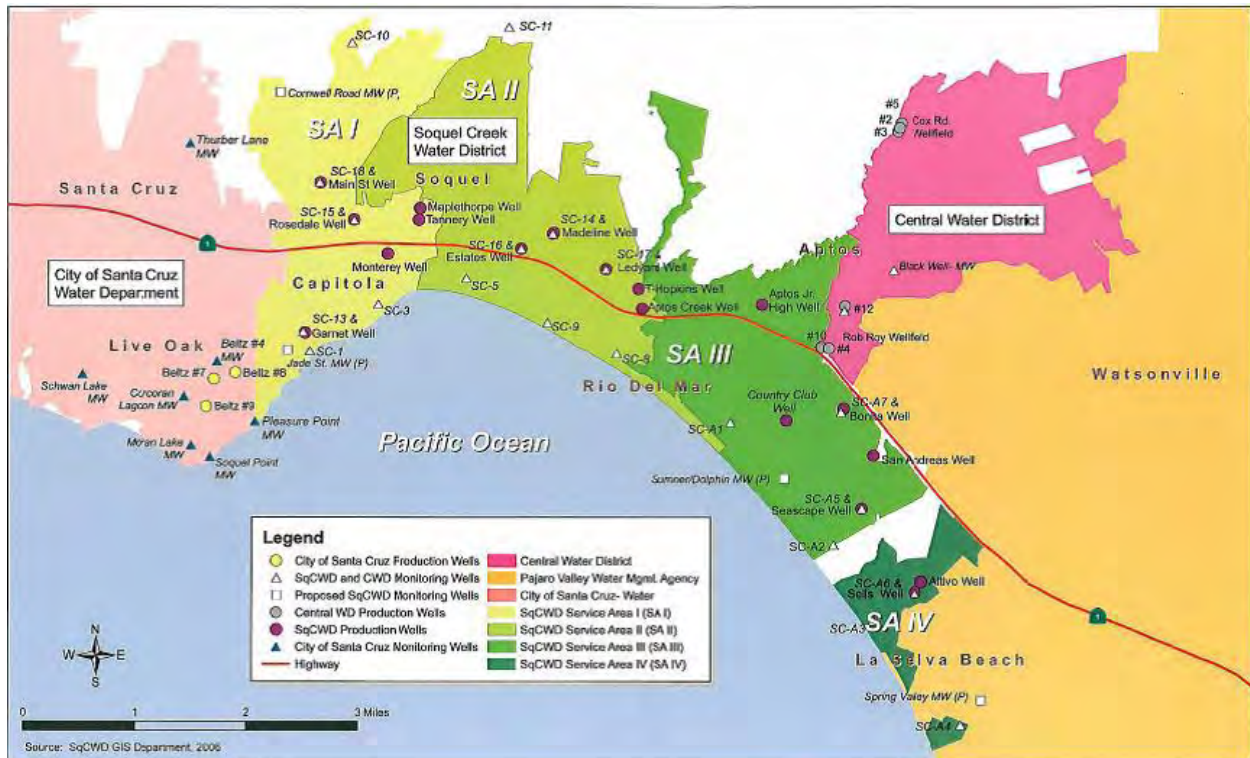 SC-10
SC-11
Cornwell Road MW (P,
SA I
SA II
#5
#2
#3
Cox Rd.
Wellfield
Thurber Lane
MW
Soquel Creek
Water District
Santa Cruz
SC-18 &
Main St Well
Soquel
Maplethorpe Well
Tannery Well
SC-15 &
Rosedale Well
SC-14 &
Madeline Well
Central Water District
1
SC-16 &
Estates Well
SC-17 &
Ledyard Well
Aptos
City of Santa Cruz
Water Department
Monterey Well
Black Well- MW
Capitola
SC-5
T-Hopkins Well
Aptos Creek Well
Aptos Jr.
High Well
SC-3
#12
SC-13 &
Garnet Well
SC-9
Rob Roy Wellfield
#10
#4
Live Oak
Beltz #4
MW
SC-1
Jade St. MW (P)
SC-8
SA III
Beltz #7
Beltz #8
Rio Del Mar
Watsonville
Schwan Lake
MW
Corcoran
Lagoon MW
Beltz #9
Country Club
Well
SC-A7 &
Bonita Well
Pleasure Point
MW
SC-A1
Moran Lake
MW
Soquel Point
MW
Pacific Ocean
San Andreas Well
Sumner/Dolphin MW (P)
SC-A5 &
Seascape Well
SC-A2
Legend
City of Santa Cruz Production Wells
SqCWD and CWD Monitoring Wells
Proposed SqCWD Monitoring Wells
Central WD Production Wells
SqCWD Production Wells
City of Santa Cruz Monitoring Wells
Highway
Central Water District
Pajaro Valley Water Mgmt. Agency
City of Santa Cruz- Water
SqCWD Service Area I (SA I)
SqCWD Service Area II (SA II)
SqCWD Service Area III (SA III)
SqCWD Service Area IV (SA IV)
SC-A6 &
Sells Well
Altivo Well
SC-A3
SA IV
1
La Selva Beach
Spring Valley MW (P)
SC-A4
N
W E
S
0 1 2 3 Miles
Source: SqCWD GIS Department, 2006